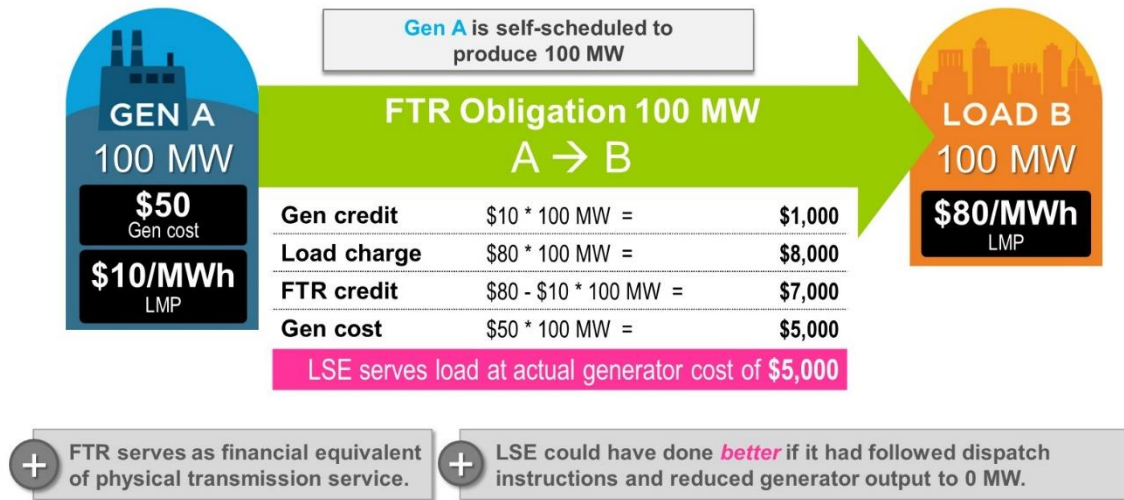 Gen A is self-scheduled to
produce 100 MW
GEN A
100 MW
$50
Gen cost
$10/MWh
LMP
FTR Obligation 100 MW
A → B
LOAD B
100 MW
$80/MWh
LMP
Gen credit $10 * 100 MW = $1,000
Load charge $80 * 100 MW = $8,000
FTR credit $80 - $10 * 100 MW = $7,000
Gen cost $50 * 100 MW = $5,000
LSE serves load at actual generator cost of $5,000
+ FTR serves as financial equivalent
of physical transmission service.
+ LSE could have done better if it had followed dispatch
instructions and reduced generator output to 0 MW.